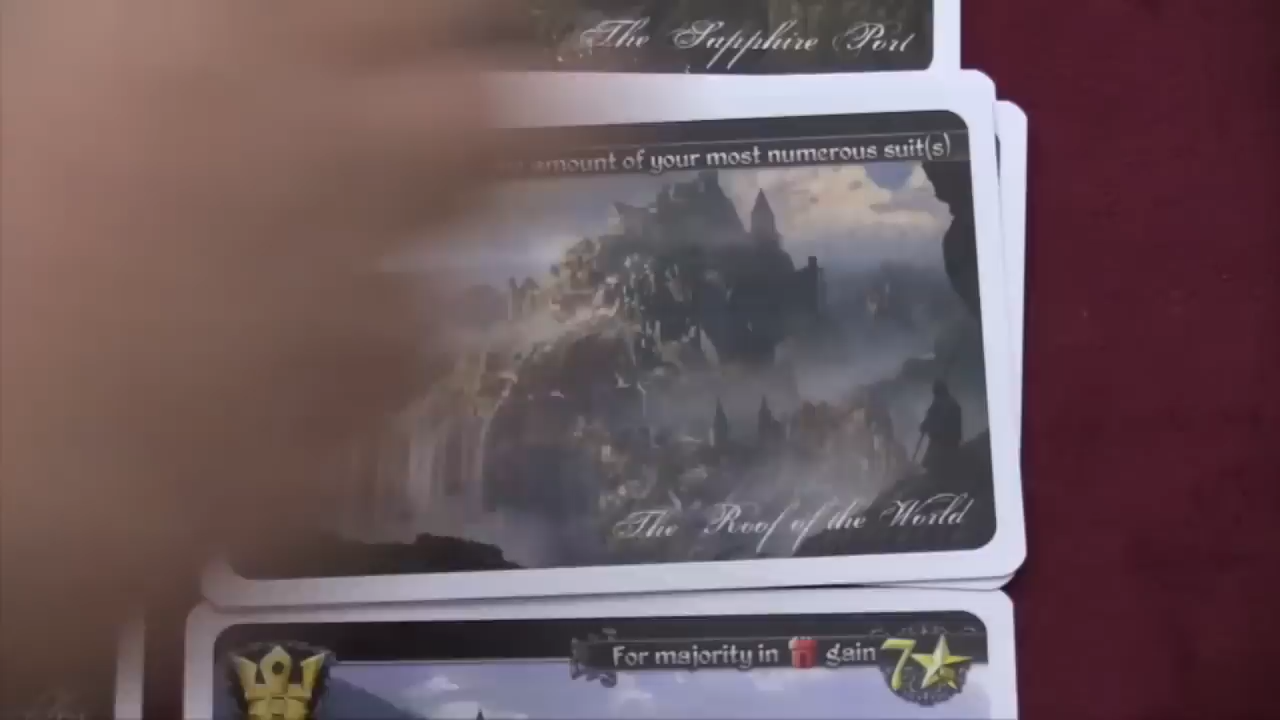 The Sapphire Port
amount of your most numerous suit(s)
The Roof of the World
For majority in gain 7